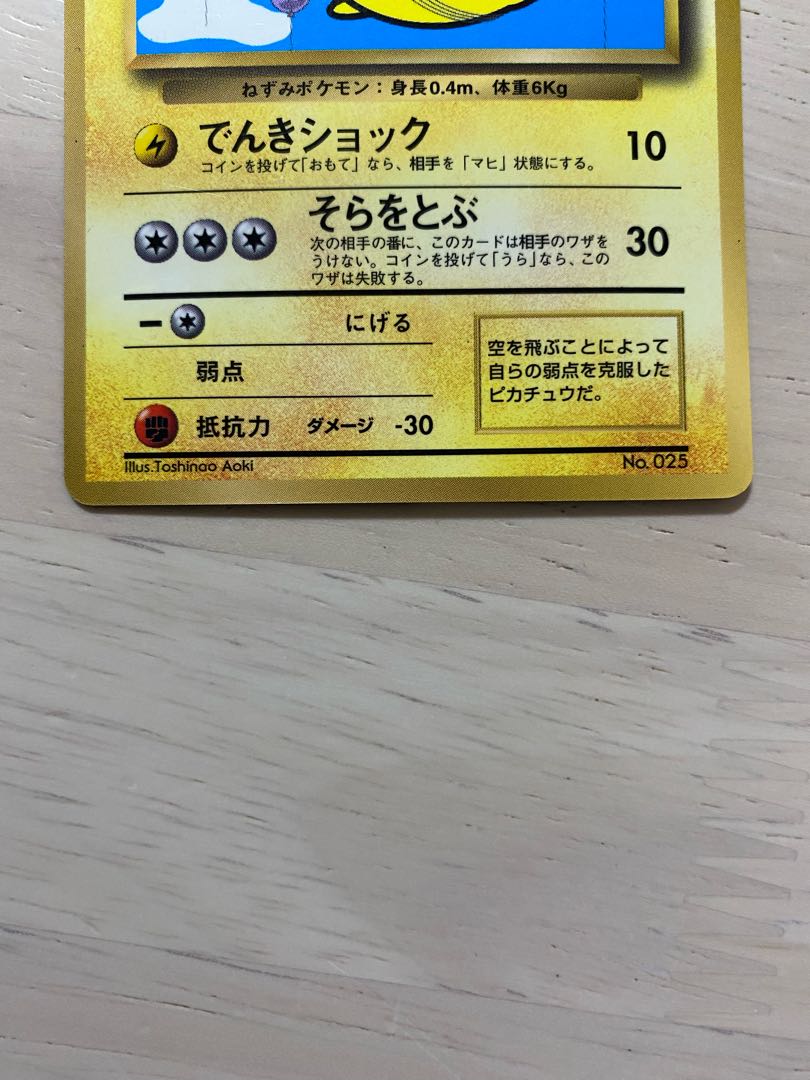 ねずみポケモン：身長0.4m、体重6Kg
でんきショック 10
コインを投げて「おもて」なら、相手を「マヒ」状態にする。
そらをとぶ 30
次の相手の番に、このカードは相手のワザを
うけない。コインを投げて「うら」なら、この
ワザは失敗する。
− にげる
弱点
抵抗力 ダメージ -30
空を飛ぶことによって
自らの弱点を克服した
ピカチュウだ。
Illus.Toshinao Aoki
No. 025